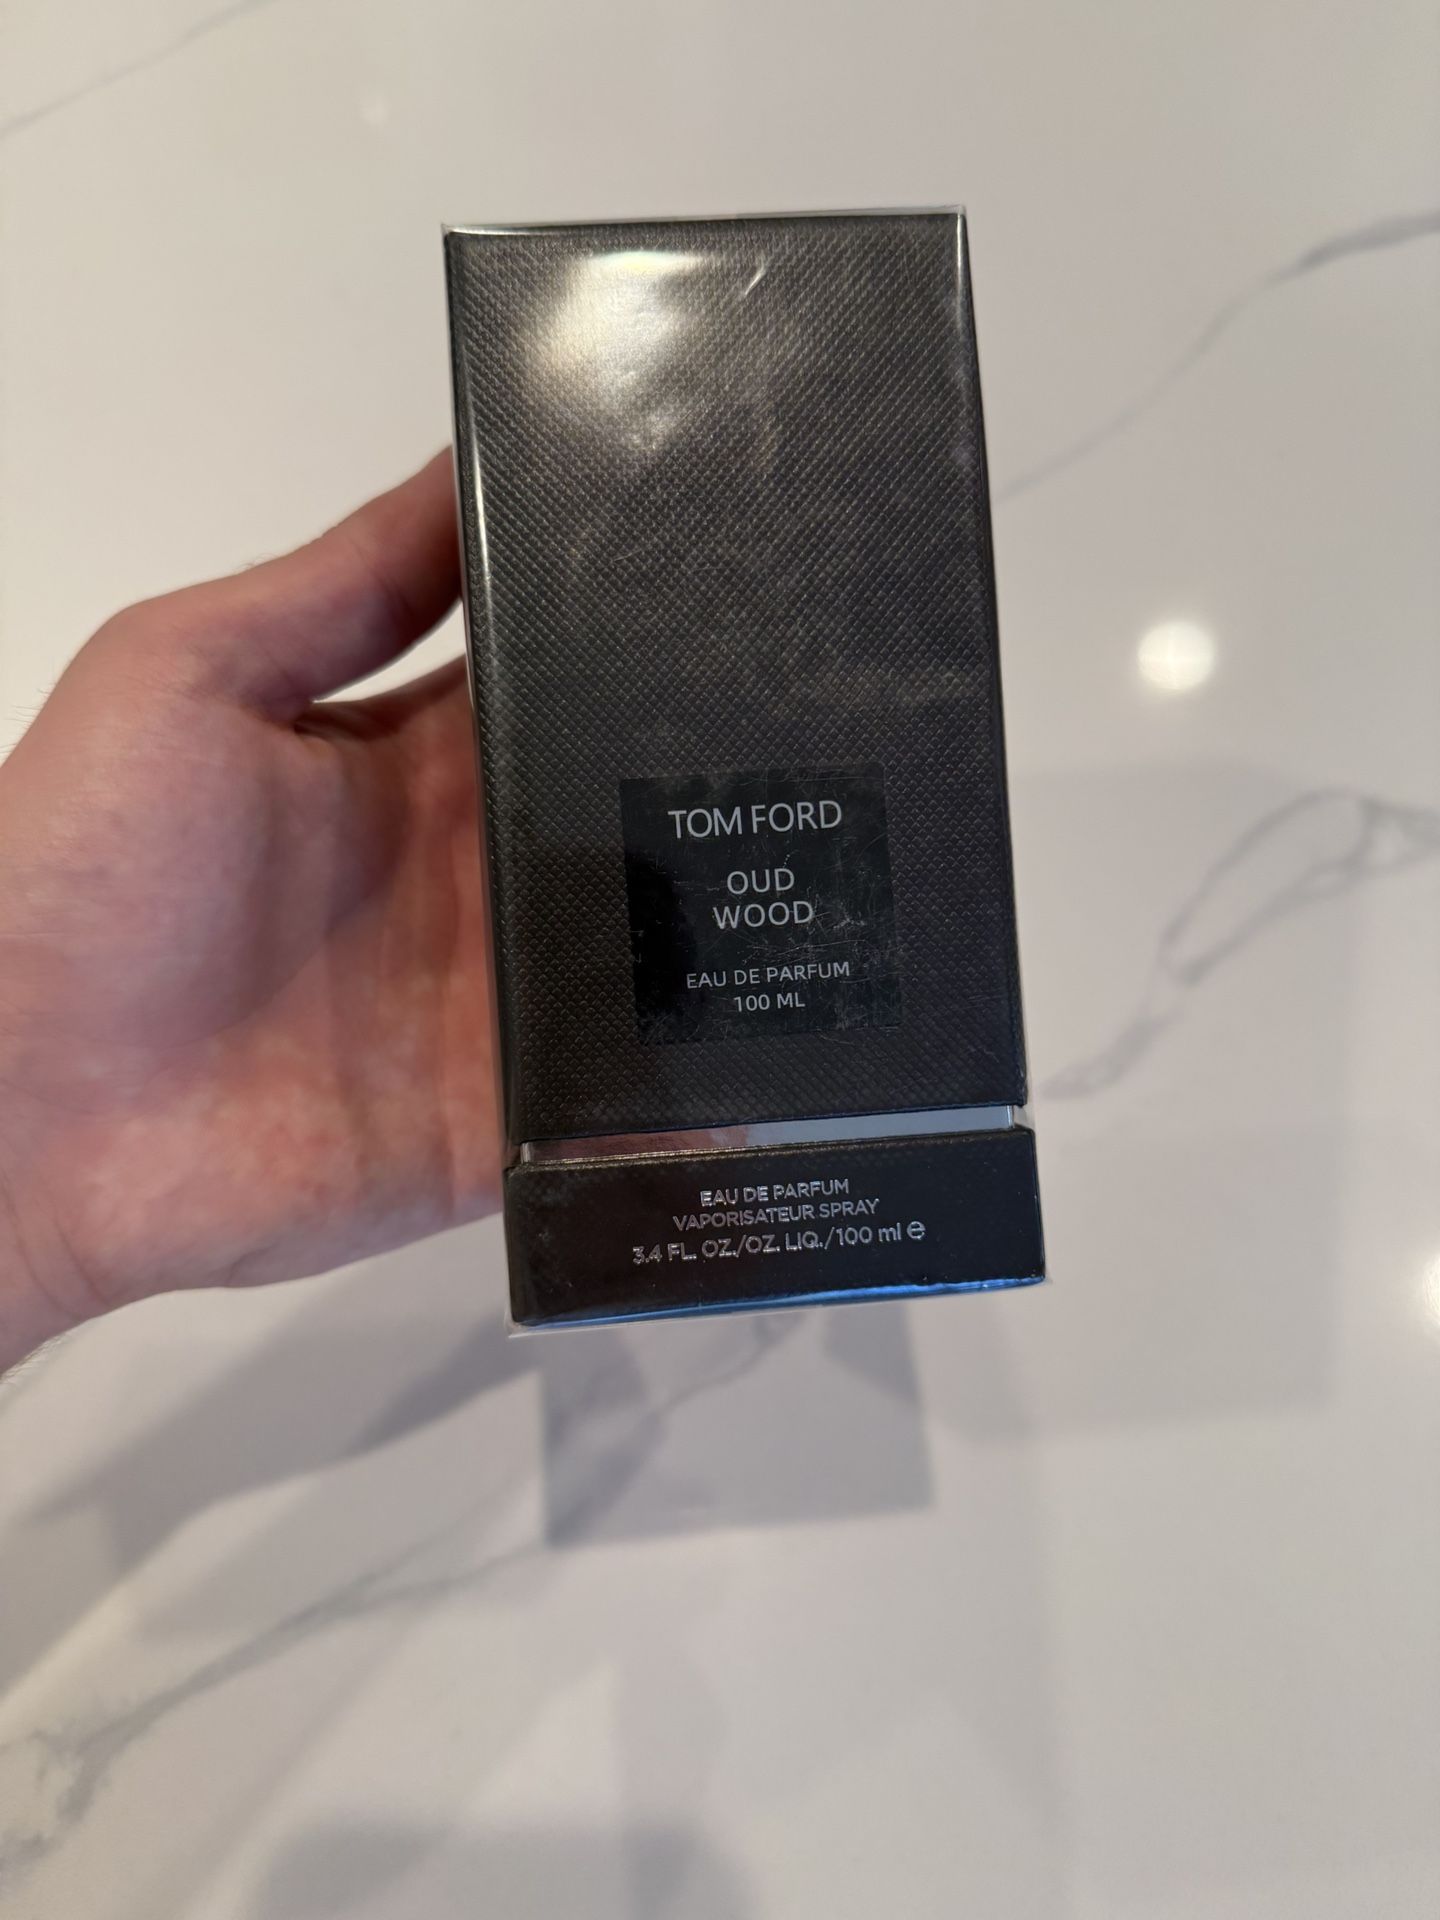 TOM FORD
OUD
WOOD
EAU DE PARFUM
100 ML
EAU DE PARFUM
VAPORISATEUR SPRAY
3.4 FL. OZ./OZ. LIQ./100 ml ℮